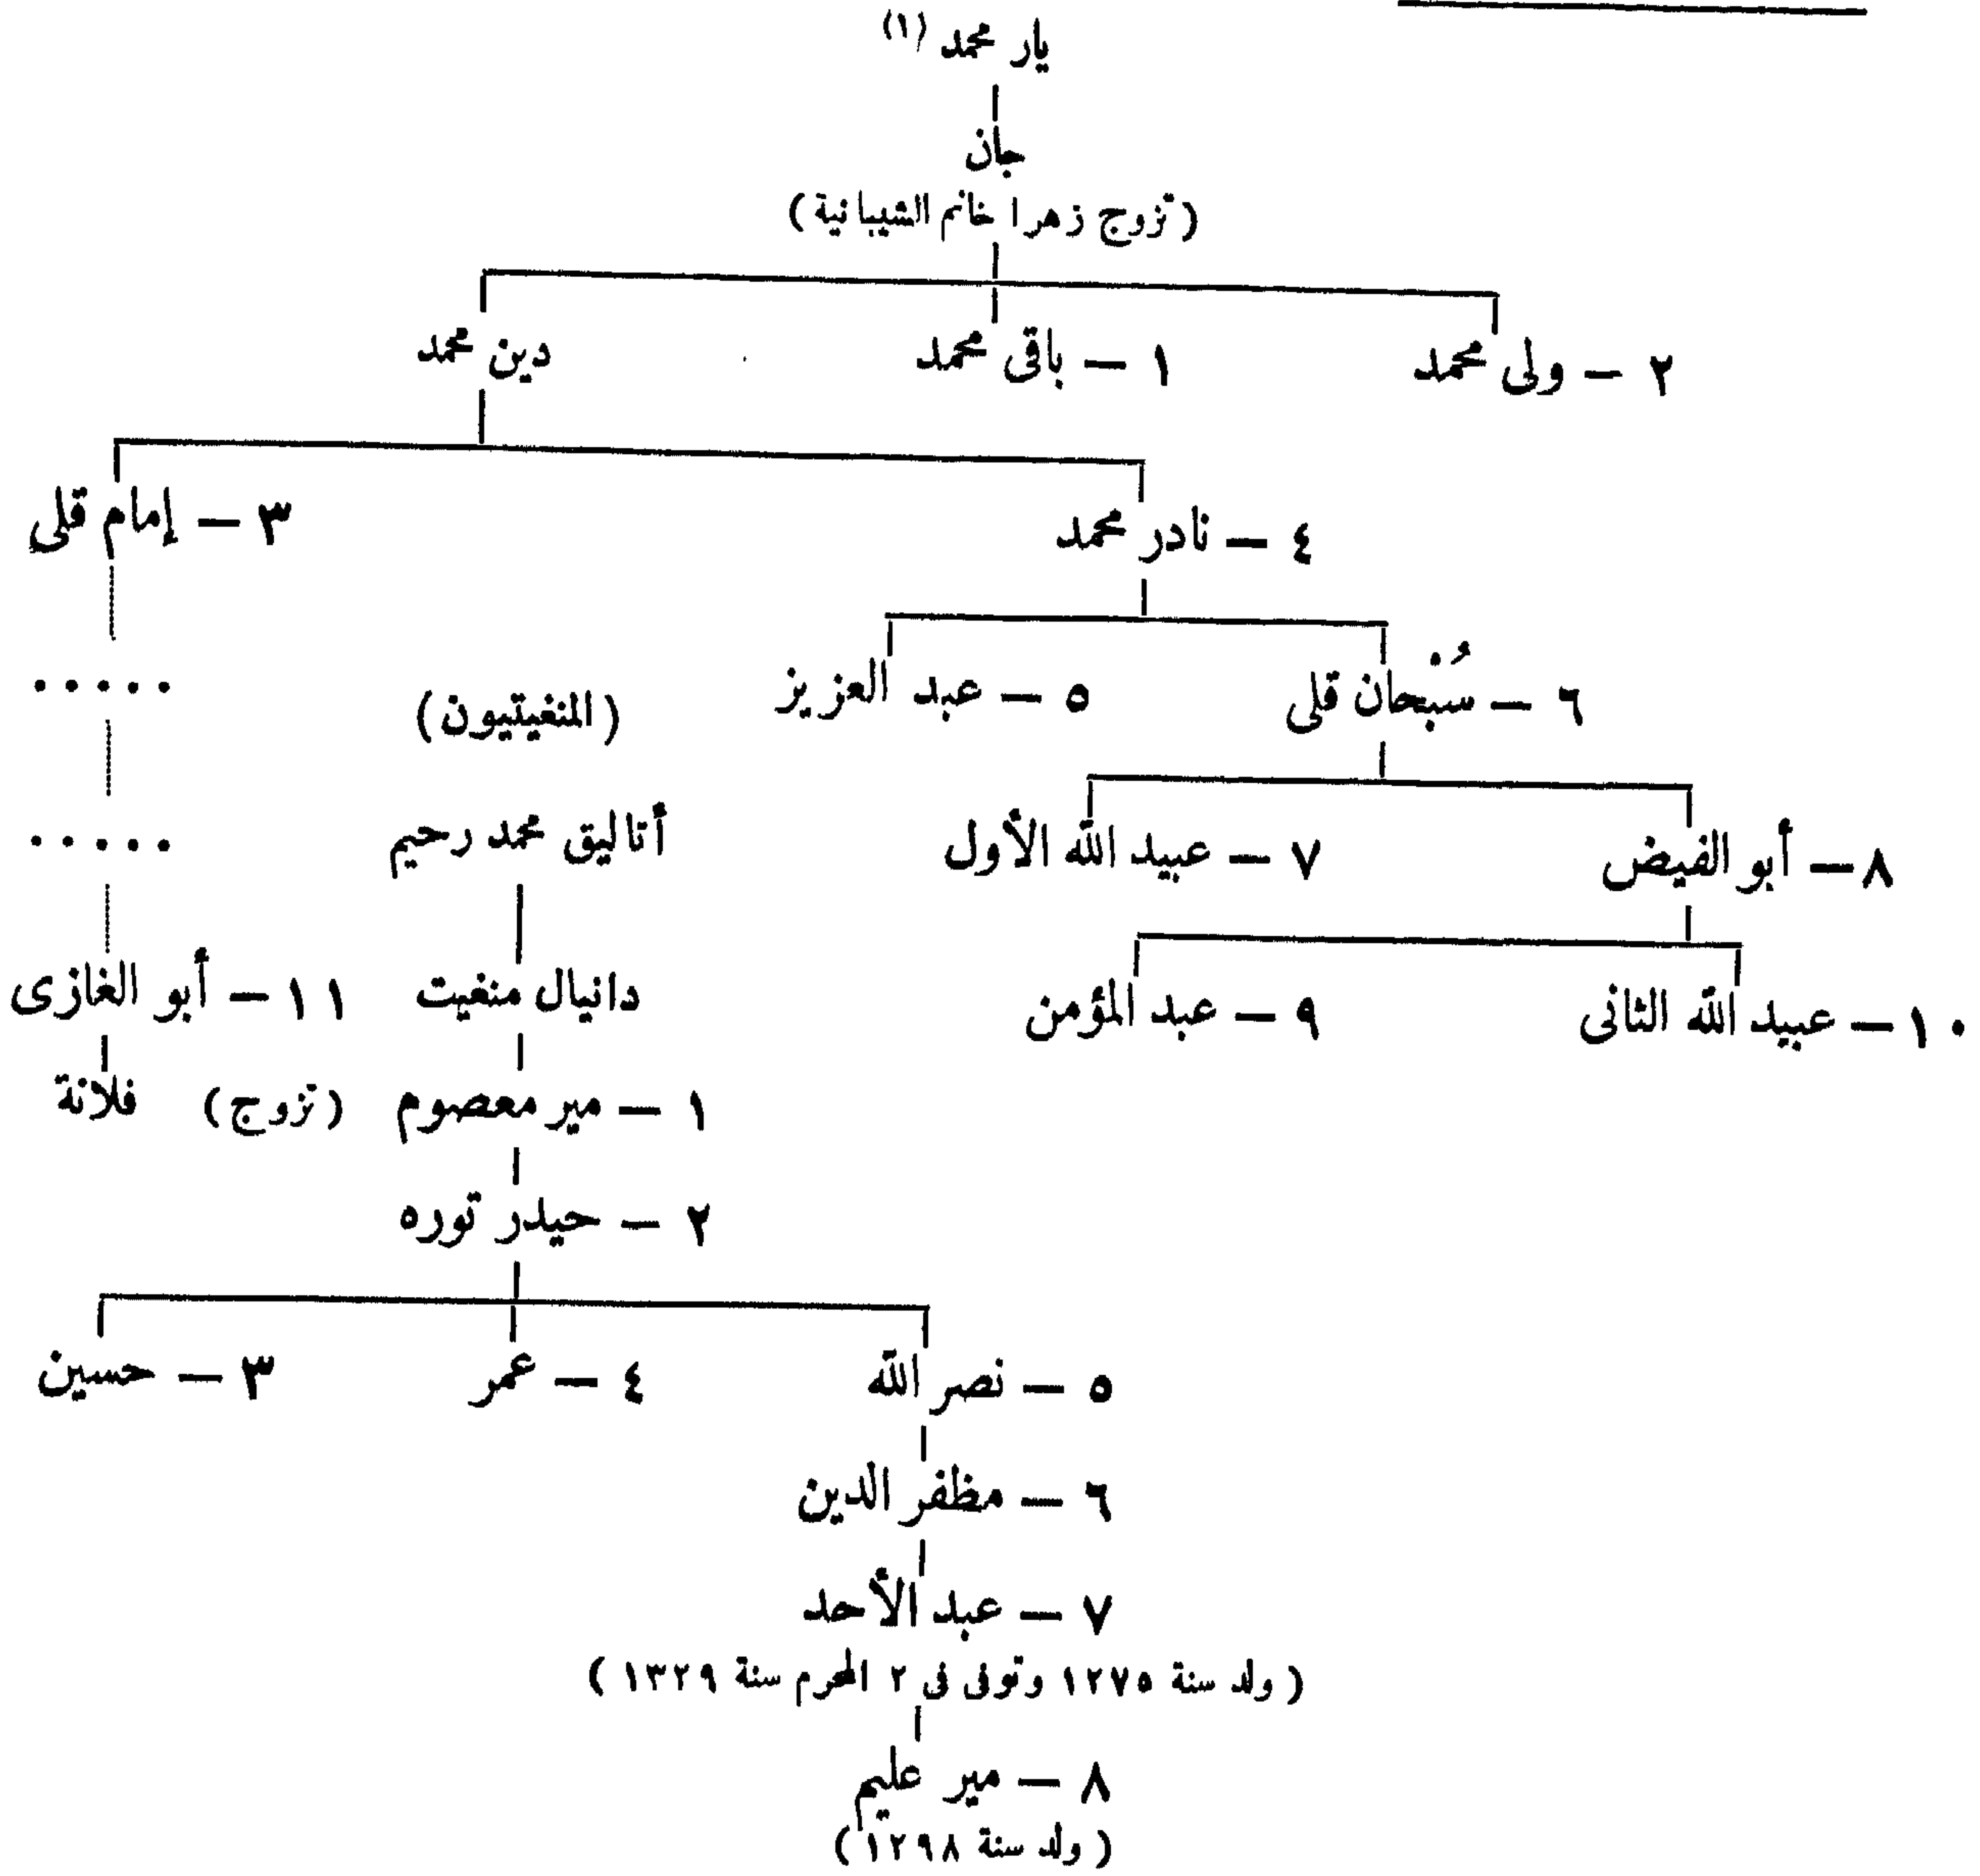 يار محمد (١)
جان
(تزوج زهرا خانم الشيبانية)
٢ – ولى محمد
١ – باقى محمد
دين محمد
٤ – نادر محمد
٣ – إمام قلى
٦ – سُبْحان قلى
٥ – عبد العزيز
(المنغيتيون)
.....
٨ – أبو الفيض
٧ – عبيد الله الأول
أتاليق محمد رحيم
.....
١٠ – عبيد الله الثانى
٩ – عبد المؤمن
دانيال منغيت
١١ – أبو الغازى
١ – مير معصوم (تزوج) فلانة
٢ – حيدر توره
٥ – نصر الله
٤ – عمر
٣ – حسين
٦ – مظفر الدين
٧ – عبد الأحد
(ولد سنة ١٢٧٥ وتوفى فى ٢ المحرم سنة ١٣٢٩)
٨ – مير عليم
(ولد سنة ١٢٩٨)